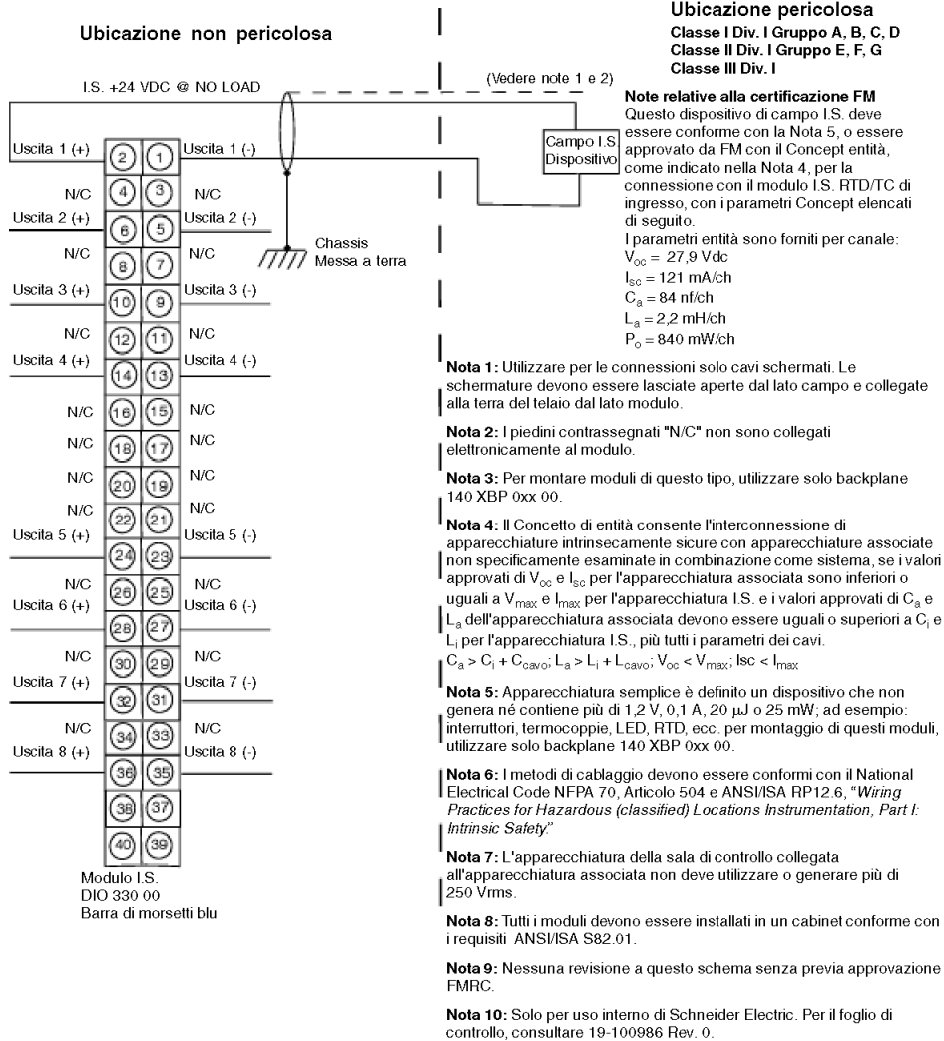 Ubicazione non pericolosa
Ubicazione pericolosa
Classe I Div. I Gruppo A, B, C, D
Classe II Div. I Gruppo E, F, G
Classe III Div. I
I.S. +24 VDC @ NO LOAD
(Vedere note 1 e 2)
Campo I.S.
Dispositivo
Chassis
Messa a terra
Uscita 1 (+) 2 1 Uscita 1 (-)
N/C 4 3 N/C
Uscita 2 (+) 6 5 Uscita 2 (-)
N/C 8 7 N/C
Uscita 3 (+) 10 9 Uscita 3 (-)
N/C 12 11 N/C
Uscita 4 (+) 14 13 Uscita 4 (-)
N/C 16 15 N/C
N/C 18 17 N/C
N/C 20 19 N/C
N/C 22 21 N/C
Uscita 5 (+) 24 23 Uscita 5 (-)
N/C 26 25 N/C
Uscita 6 (+) 28 27 Uscita 6 (-)
N/C 30 29 N/C
Uscita 7 (+) 32 31 Uscita 7 (-)
N/C 34 33 N/C
Uscita 8 (+) 36 35 Uscita 8 (-)
38 37
40 39
Modulo I.S.
DIO 330 00
Barra di morsetti blu
Note relative alla certificazione FM
Questo dispositivo di campo I.S. deve
essere conforme con la Nota 5, o essere
approvato da FM con il Concept entità,
come indicato nella Nota 4, per la
connessione con il modulo I.S. RTD/TC di
ingresso, con i parametri Concept elencati
di seguito.
I parametri entità sono forniti per canale:
Voc = 27,9 Vdc
Isc = 121 mA/ch
Ca = 84 nf/ch
La = 2,2 mH/ch
Po = 840 mW/ch
Nota 1: Utilizzare per le connessioni solo cavi schermati. Le
schermature devono essere lasciate aperte dal lato campo e collegate
alla terra del telaio dal lato modulo.
Nota 2: I piedini contrassegnati "N/C" non sono collegati
elettronicamente al modulo.
Nota 3: Per montare moduli di questo tipo, utilizzare solo backplane
140 XBP 0xx 00.
Nota 4: Il Concetto di entità consente l'interconnessione di
apparecchiature intrinsecamente sicure con apparecchiature associate
non specificamente esaminate in combinazione come sistema, se i valori
approvati di Voc e Isc per l'apparecchiatura associata sono inferiori o
uguali a Vmax e Imax per l'apparecchiatura I.S. e i valori approvati di Ca e
La dell'apparecchiatura associata devono essere uguali o superiori a Ci e
Li per l'apparecchiatura I.S., più tutti i parametri dei cavi.
Ca > Ci + Ccavo; La > Li + Lcavo; Voc < Vmax; Isc < Imax
Nota 5: Apparecchiatura semplice è definito un dispositivo che non
genera né contiene più di 1,2 V, 0,1 A, 20 µJ o 25 mW; ad esempio:
interruttori, termocoppie, LED, RTD, ecc. per montaggio di questi moduli,
utilizzare solo backplane 140 XBP 0xx 00.
Nota 6: I metodi di cablaggio devono essere conformi con il National
Electrical Code NFPA 70, Articolo 504 e ANSI/ISA RP12.6, “Wiring
Practices for Hazardous (classified) Locations Instrumentation, Part I:
Intrinsic Safety.”
Nota 7: L'apparecchiatura della sala di controllo collegata
all'apparecchiatura associata non deve utilizzare o generare più di
250 Vrms.
Nota 8: Tutti i moduli devono essere installati in un cabinet conforme con
i requisiti ANSI/ISA S82.01.
Nota 9: Nessuna revisione a questo schema senza previa approvazione
FMRC.
Nota 10: Solo per uso interno di Schneider Electric. Per il foglio di
controllo, consultare 19-100986 Rev. 0.